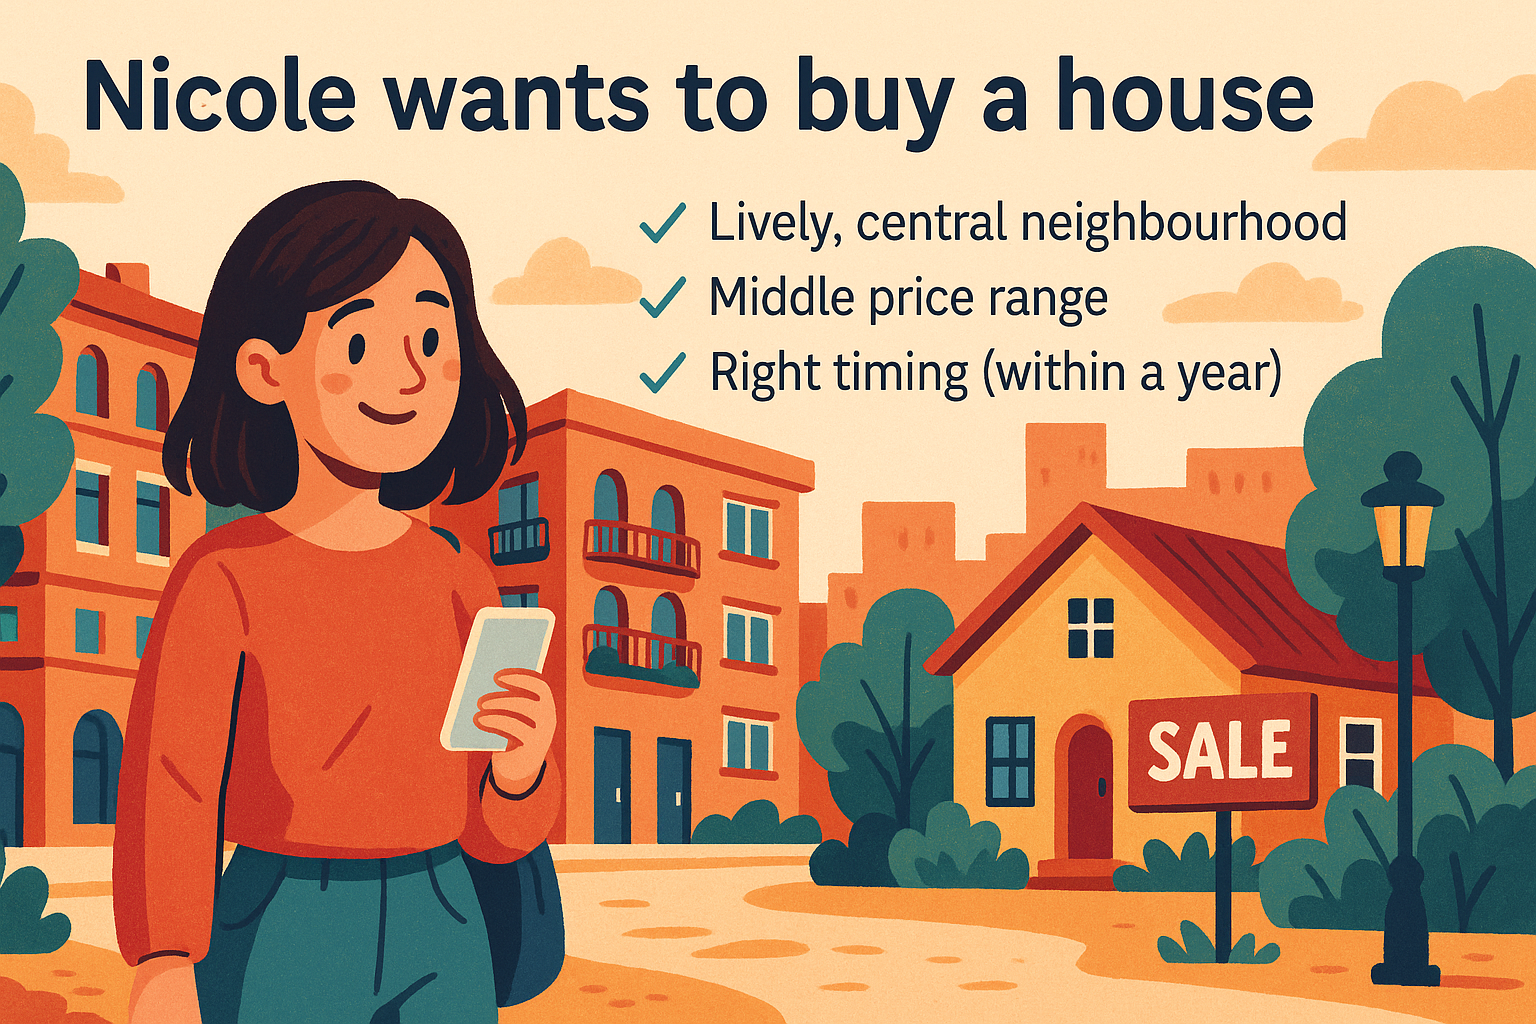 Nicole wants to buy a house
Lively, central neighbourhood
Middle price range
Right timing (within a year)
SALE